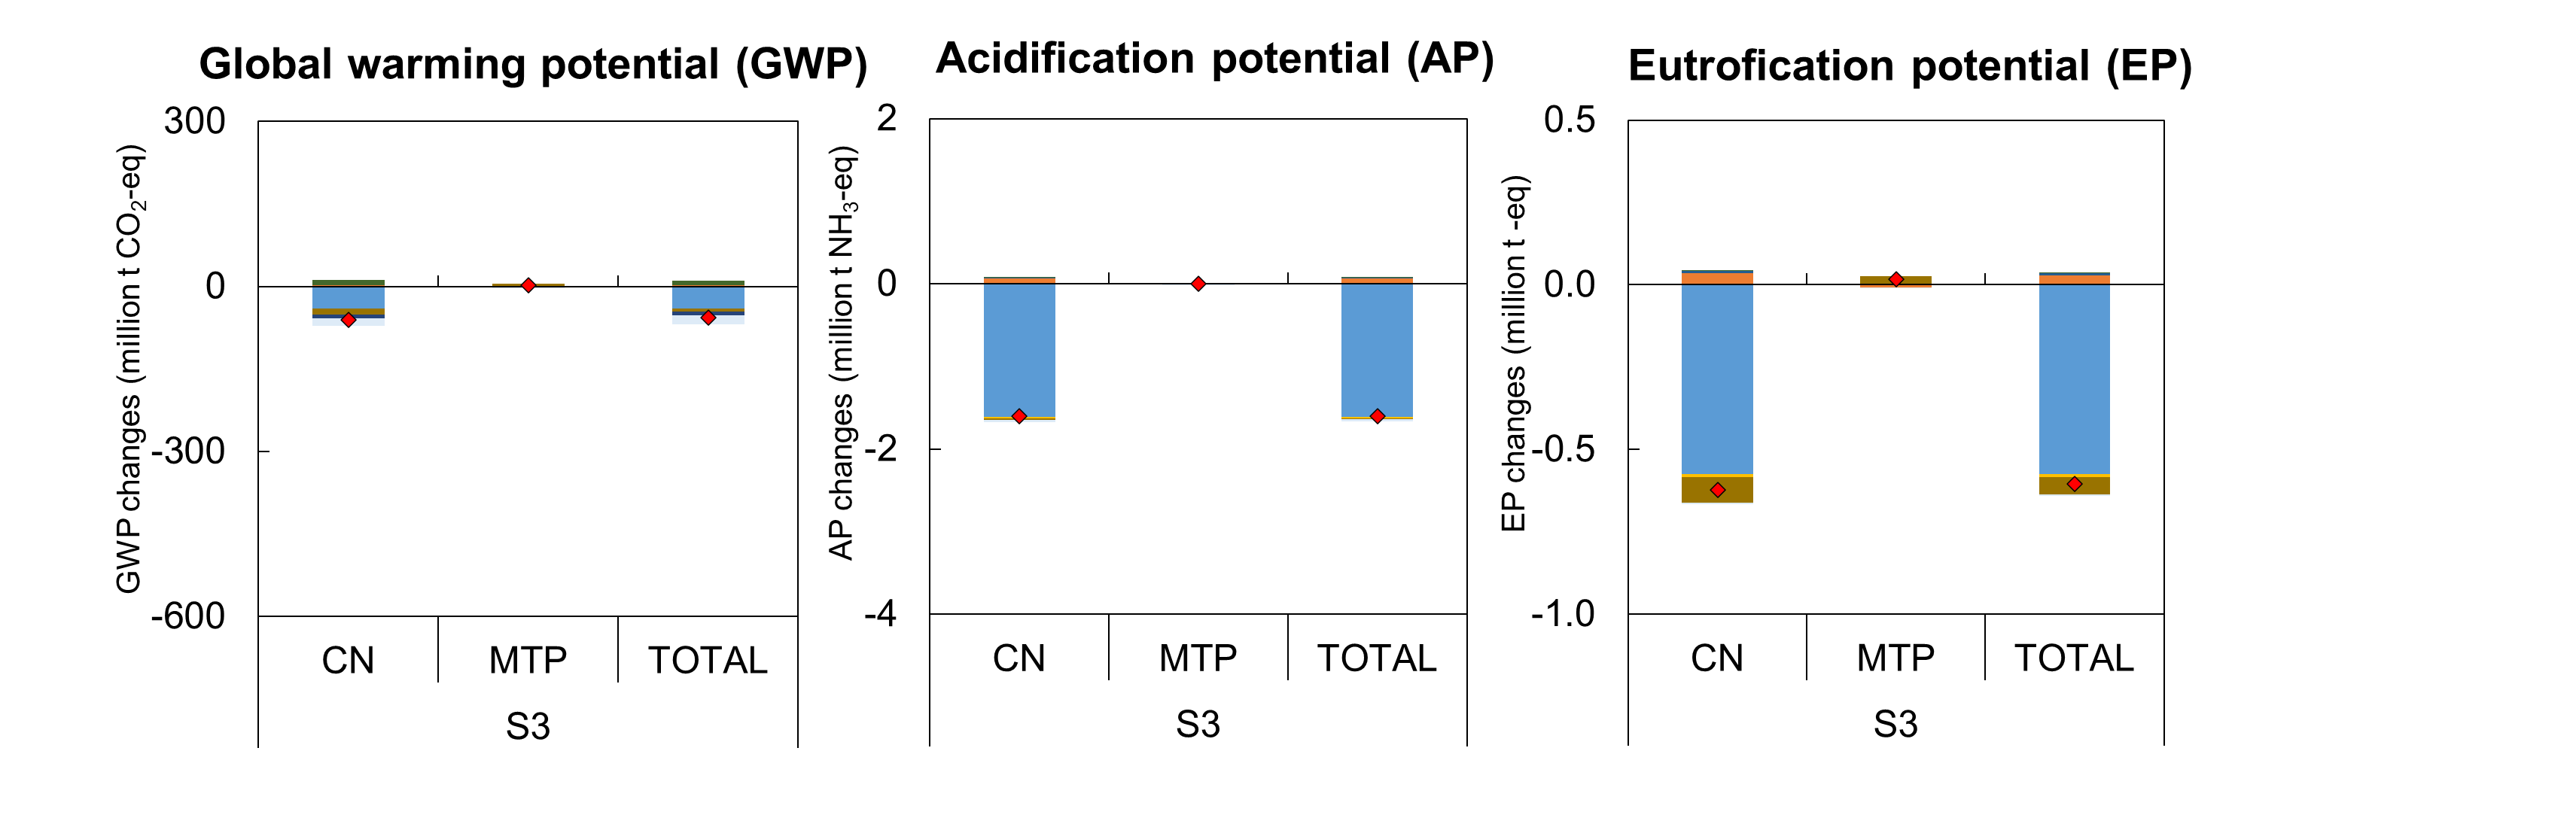 Global warming potential (GWP)
GWP changes (million t CO₂-eq)
300
0
-300
-600
CN MTP TOTAL
S3
Acidification potential (AP)
AP changes (million t NH₃-eq)
2
0
-2
-4
CN MTP TOTAL
S3
Eutrofication potential (EP)
EP changes (million t -eq)
0.5
0.0
-0.5
-1.0
CN MTP TOTAL
S3